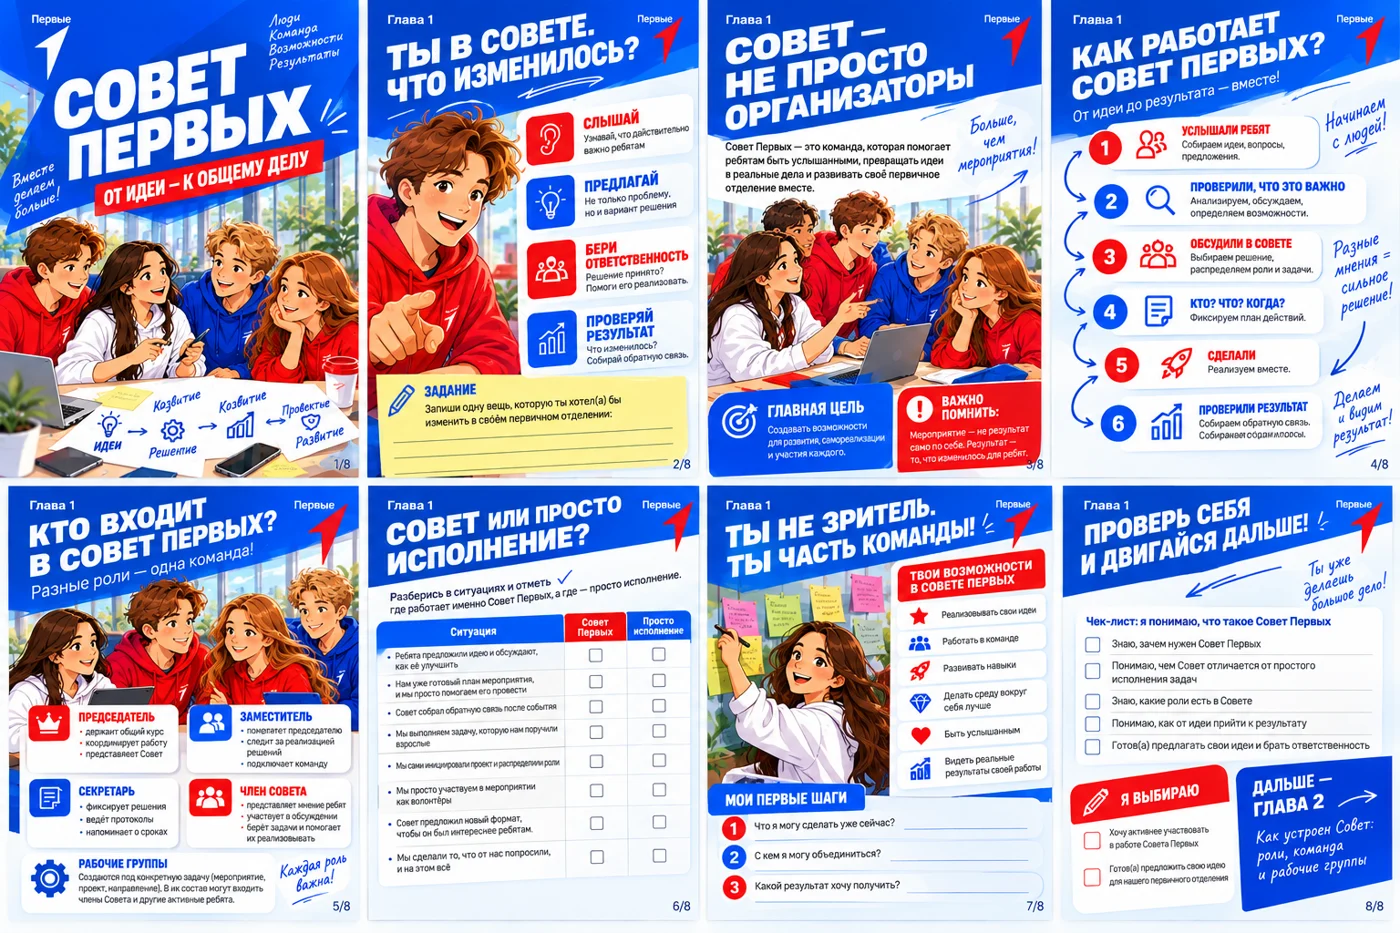 Первые
Люди
Команда
Возможности
Результаты
СОВЕТ
ПЕРВЫХ
ОТ ИДЕИ – К ОБЩЕМУ ДЕЛУ
Вместе
делаем
больше!
ИДЕИ
Казвитие
Решепие
Козвитие
Провектые
Развитие
1/8
Глава 1
Первые
ТЫ В СОВЕТЕ.
ЧТО ИЗМЕНИЛОСЬ?
СЛЫШАЙ
Узнавай, что действительно
важно ребятам
ПРЕДЛАГАЙ
Не только проблему,
но и вариант решения
БЕРИ
ОТВЕТСТВЕННОСТЬ
Решение принято?
Помоги его реализовать.
ПРОВЕРЯЙ
РЕЗУЛЬТАТ
Что изменилось?
Собирай обратную связь.
ЗАДАНИЕ
Запиши одну вещь, которую ты хотел(а) бы
изменить в своём первичном отделении:
2/8
Глава 1
Первые
СОВЕТ –
НЕ ПРОСТО
ОРГАНИЗАТОРЫ
Больше,
чем
мероприятия!
Совет Первых — это команда, которая помогает
ребятам быть услышанными, превращать идеи
в реальные дела и развивать своё первичное
отделение вместе.
ГЛАВНАЯ ЦЕЛЬ
Создавать возможности
для развития, самореализации
и участия каждого.
ВАЖНО
ПОМНИТЬ:
Мероприятие — не результат
само по себе. Результат —
то, что изменилось для ребят.
3/8
Глава 1
Первые
КАК РАБОТАЕТ
СОВЕТ ПЕРВЫХ?
От идеи до результата — вместе!
Начинаем
с людей!
1 УСЛЫШАЛИ РЕБЯТ
Собираем идеи, вопросы,
предложения.
2 ПРОВЕРИЛИ, ЧТО ЭТО ВАЖНО
Анализируем, обсуждаем,
определяем возможности.
3 ОБСУДИЛИ В СОВЕТЕ
Выбираем решение,
распределяем роли и задачи.
Разные
мнения =
сильное
решение!
4 КТО? ЧТО? КОГДА?
Фиксируем план действий.
5 СДЕЛАЛИ
Реализуем вместе.
6 ПРОВЕРИЛИ РЕЗУЛЬТАТ
Собираем обратную связь.
Делаем
и видим
результат!
4/8
Глава 1
Первые
КТО ВХОДИТ
В СОВЕТ ПЕРВЫХ?
Разные роли — одна команда!
ПРЕДСЕДАТЕЛЬ
• держит общий курс
• координирует работу
• представляет Совет
ЗАМЕСТИТЕЛЬ
• помегает председателю
• следит за реализацией
решений
• подключает команду
СЕКРЕТАРЬ
• фиксирует решения
• ведёт протоколы
• напоминает о сроках
ЧЛЕН СОВЕТА
• представляет мнение ребят
• участвует в обсуждении
• берёт задачи и помогает
их реализовывать
РАБОЧИЕ ГРУППЫ
Создаются под конкретную задачу (мероприятие,
проект, направление). В их состав могут входить
члены Совета и другие активные ребята.
Каждая роль
важна!
5/8
Глава 1
Первые
СОВЕТ ИЛИ ПРОСТО
ИСПОЛНЕНИЕ?
Разберись в ситуациях и отметь
где работает именно Совет Первых, а где — просто исполнение.
Ситуация
Совет
Первых
Просто
исполнение
• Ребята предложили идею и обсуждают,
как её улучшить
• Нам уже готовый план мероприятия,
и мы просто помогаем его провести
• Совет собрал обратную связь после события
• Мы выполняем задачу, которую нам поручили
взрослые
• Мы сами инициировали проект и распределили роли
• Мы просто участвуем в мероприятии
как волонтёры
• Совет предложил новый формат,
чтобы он был интереснее ребятам.
• Мы сделали то, что от нас попросили,
и на этом всё
6/8
Глава 1
Первые
ТЫ НЕ ЗРИТЕЛЬ.
ТЫ ЧАСТЬ КОМАНДЫ!
ТВОИ ВОЗМОЖНОСТИ
В СОВЕТЕ ПЕРВЫХ
Реализовывать свои идеи
Работать в команде
Развивать навыки
Делать среду вокруг
себя лучше
Быть услышанным
Видеть реальные
результаты своей работы
МОИ ПЕРВЫЕ ШАГИ
1 Что я могу сделать уже сейчас?
2 С кем я могу объединиться?
3 Какой результат хочу получить?
7/8
Глава 1
Первые
ПРОВЕРЬ СЕБЯ
И ДВИГАЙСЯ ДАЛЬШЕ!
Ты уже
делаешь
большое дело!
Чек-лист: я понимаю, что такое Совет Первых
Знаю, зачем нужен Совет Первых
Понимаю, чем Совет отличается от простого
исполнения задач
Знаю, какие роли есть в Совете
Понимаю, как от идеи прийти к результату
Готов(а) предлагать свои идеи и брать ответственность
Я ВЫБИРАЮ
Хочу активнее участвовать
в работе Совета Первых
Готов(а) предложить свою идею
для нашего первичного отделения
ДАЛЬШЕ —
ГЛАВА 2
Как устроен Совет:
роли, команда
и рабочие группы
8/8